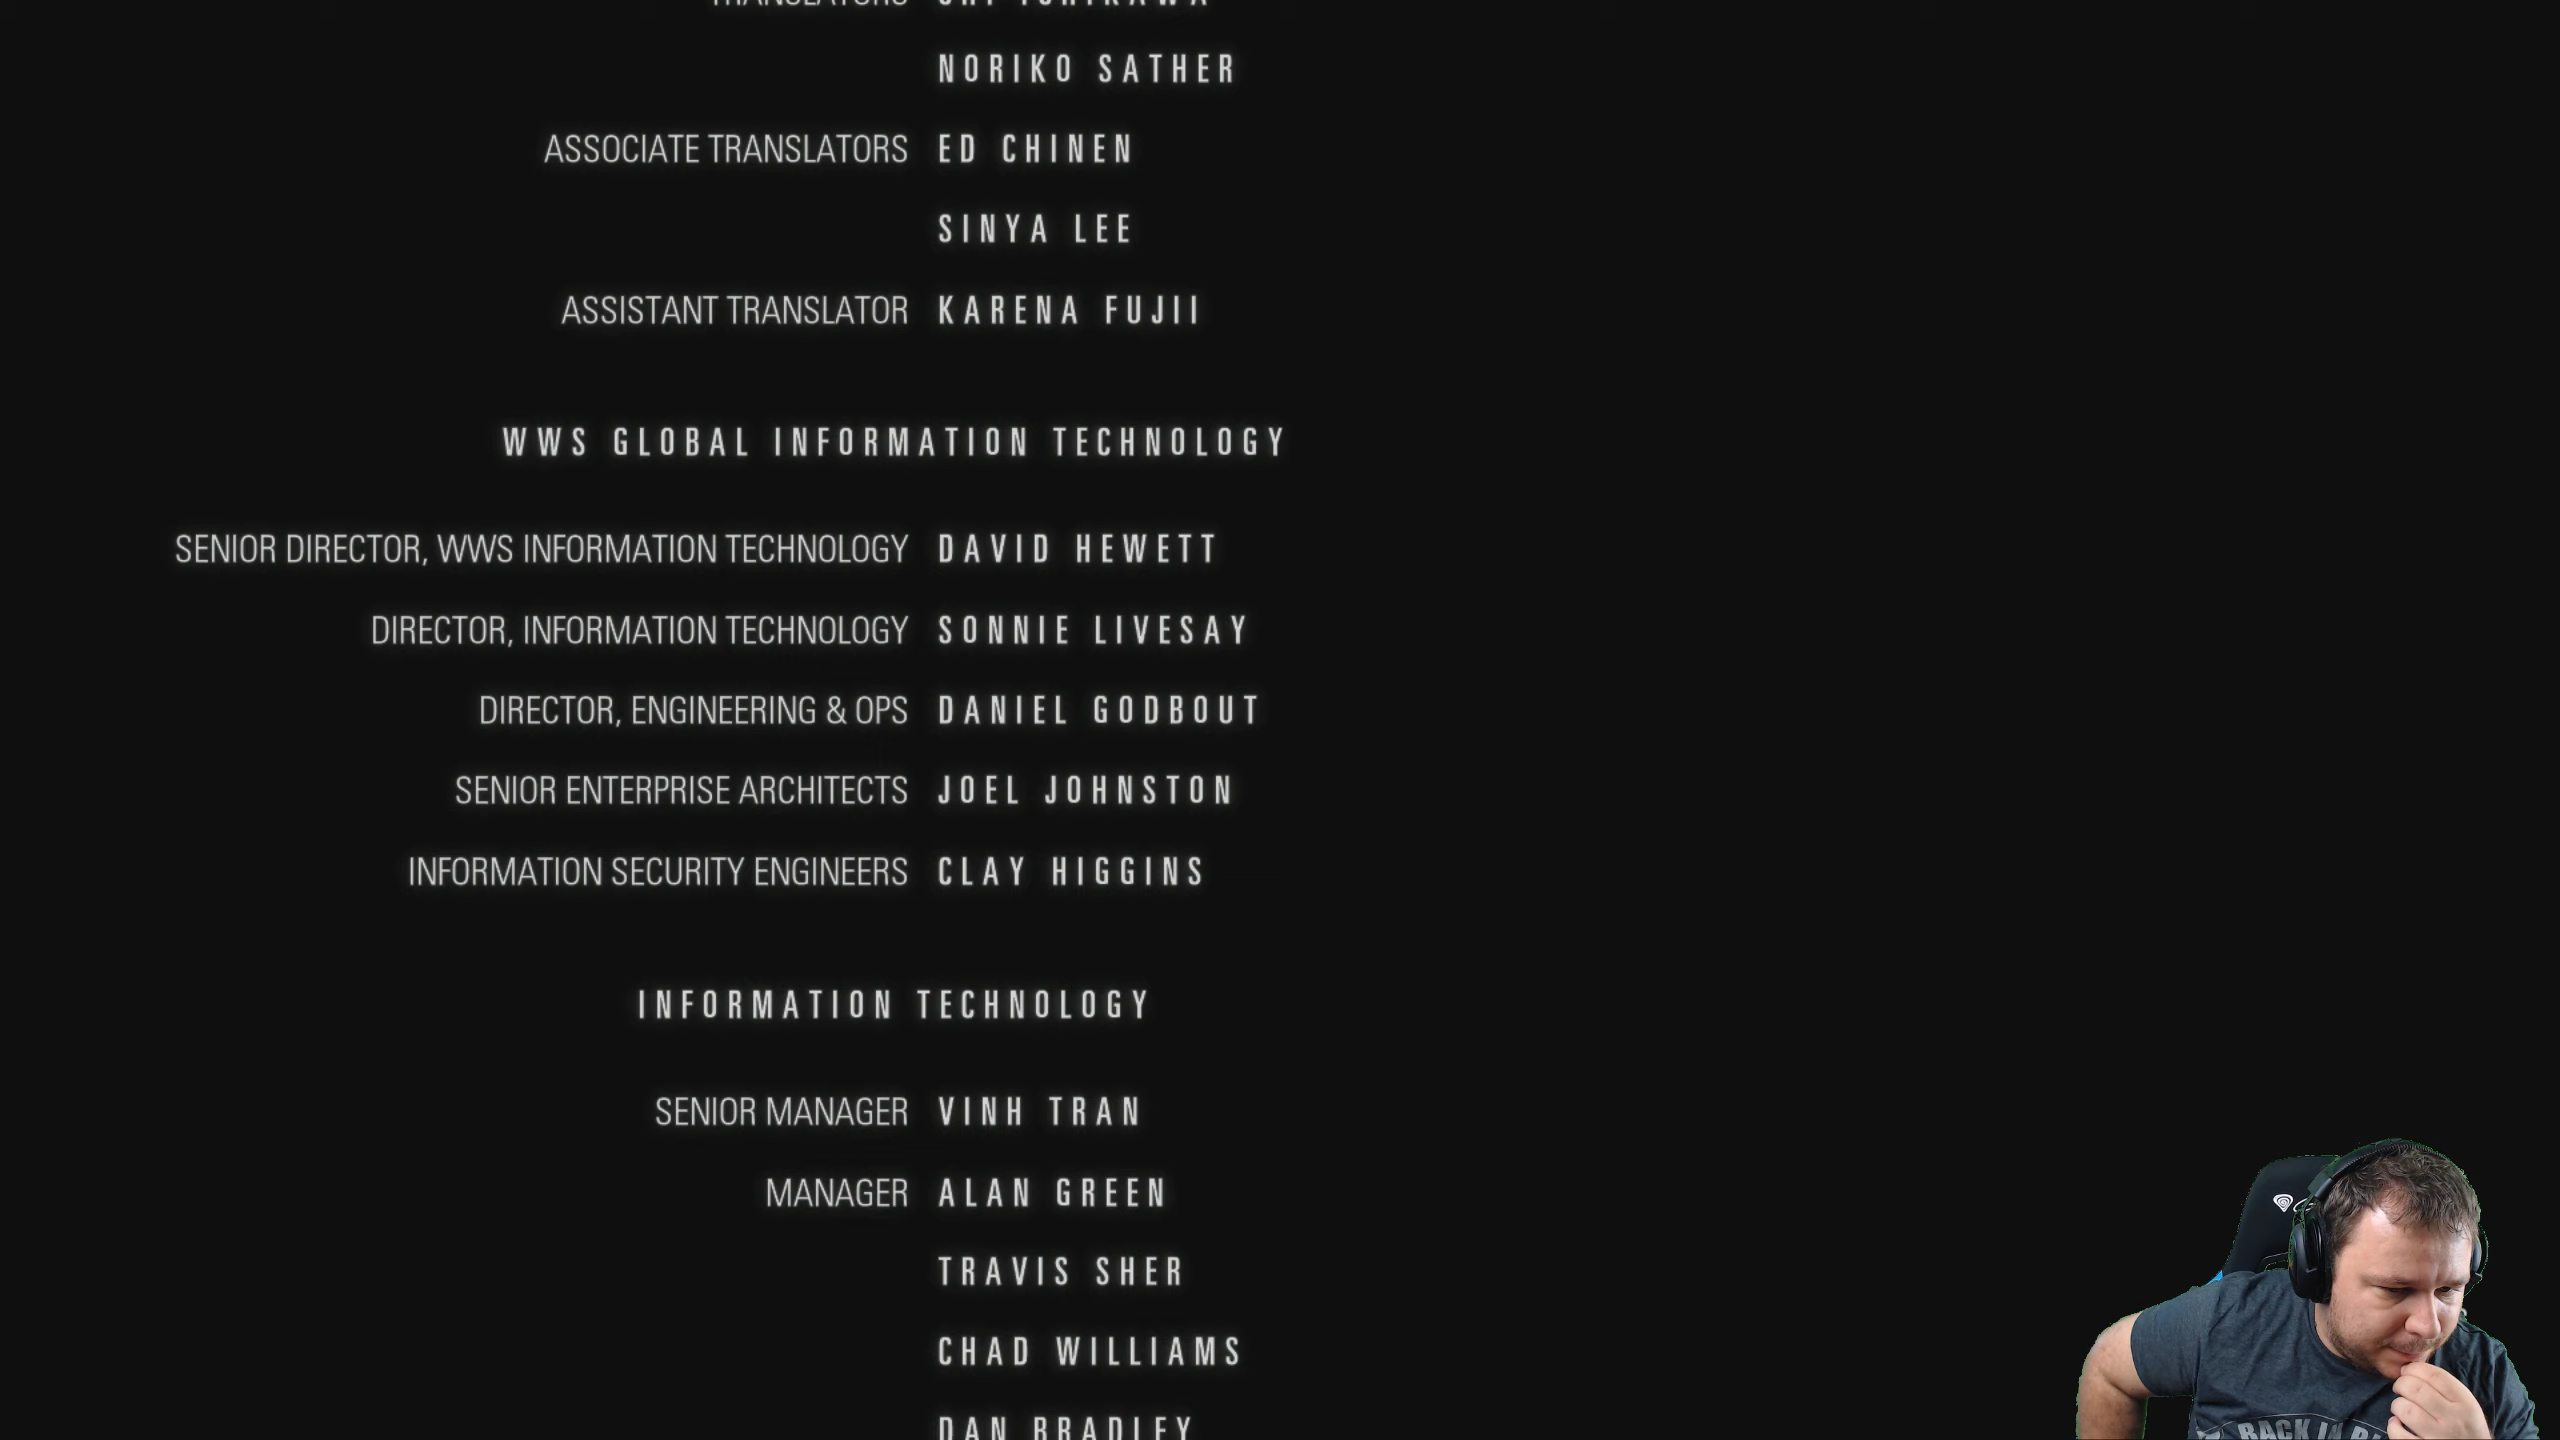 TRANSLATORS
NORIKO SATHER
ASSOCIATE TRANSLATORS ED CHINEN
SINYA LEE
ASSISTANT TRANSLATOR KARENA FUJII
WWS GLOBAL INFORMATION TECHNOLOGY
SENIOR DIRECTOR, WWS INFORMATION TECHNOLOGY DAVID HEWETT
DIRECTOR, INFORMATION TECHNOLOGY SONNIE LIVESAY
DIRECTOR, ENGINEERING & OPS DANIEL GODBOUT
SENIOR ENTERPRISE ARCHITECTS JOEL JOHNSTON
INFORMATION SECURITY ENGINEERS CLAY HIGGINS
INFORMATION TECHNOLOGY
SENIOR MANAGER VINH TRAN
MANAGER ALAN GREEN
TRAVIS SHER
CHAD WILLIAMS
DAN BRADLEY
BACK IN